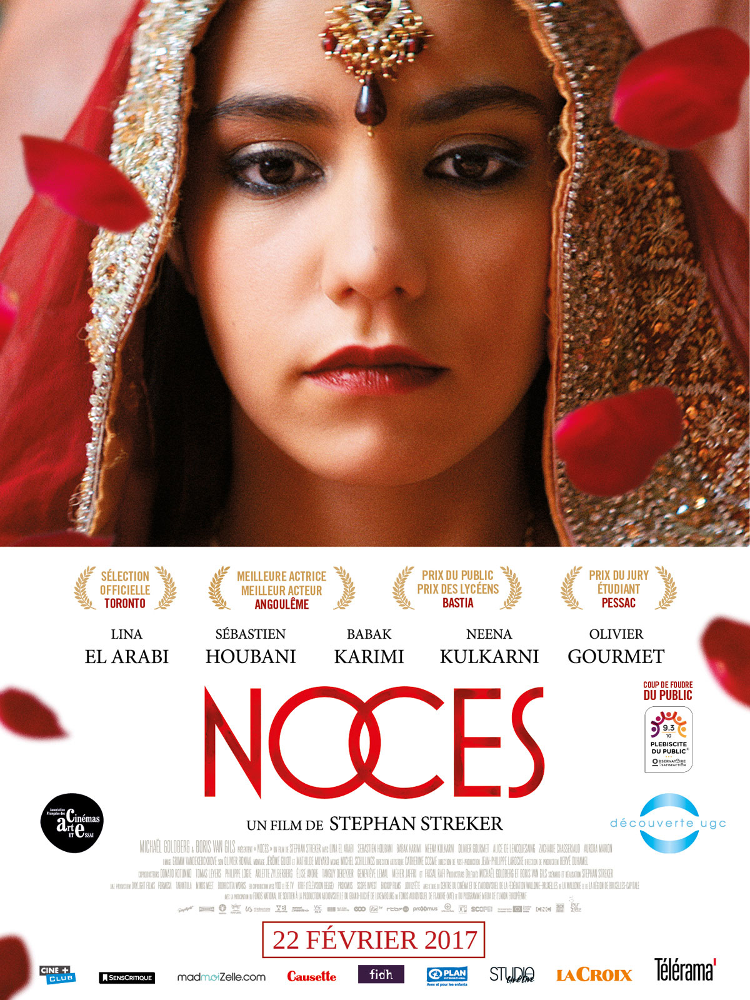 SÉLECTION
OFFICIELLE
TORONTO
MEILLEURE ACTRICE
MEILLEUR ACTEUR
ANGOULÊME
PRIX DU PUBLIC
PRIX DES LYCÉENS
BASTIA
PRIX DU JURY
ÉTUDIANT
PESSAC
LINA
EL ARABI
SÉBASTIEN
HOUBANI
BABAK
KARIMI
NEENA
KULKARNI
OLIVIER
GOURMET
NOCES
COUP DE FOUDRE
DU PUBLIC
9.3
10
PLEBISCITE
DU PUBLIC®
OBSERVATOIRE
SATISFACTION
Association
Française des
Cinémas
art
ET ESSAI
découverte ugc
UN FILM DE STEPHAN STREKER
MICHAËL GOLDBERG & BORIS VAN GILS PRÉSENTENT « NOCES » UN FILM DE STEPHAN STREKER AVEC LINA EL ARABI SEBASTIEN HOUBANI BABAK KARIMI NEENA KULKARNI OLIVIER GOURMET ALICE DE LENCQUESAING ZACHARIE CHASSERIAUD AURORA MARION
IMAGE GRIMM VANDEKERCKHOVE SON OLIVIER RONVAL MONTAGE JÉRÔME GUIOT ET MATHILDE MUYARD MIXAGE MICHEL SCHILLINGS DIRECTION ARTISTIQUE CATHERINE COSME DIRECTION DE POST-PRODUCTION JEAN-PHILIPPE LAROCHE DIRECTION DE PRODUCTION HERVÉ DUHAMEL
COPRODUCTEURS DONATO ROTUNNO TOMAS LEYERS PHILIPPE LOGIE ARLETTE ZYLBERBERG ÉLISE ANDRÉ TANGUY DEKEYZER GENEVIÈVE LEMAL MEHER JAFFRI ET FAISAL RAFI PRODUCTEURS DÉLÉGUÉS MICHAËL GOLDBERG ET BORIS VAN GILS SCÉNARIO ET RÉALISATION STEPHAN STREKER
UNE PRODUCTION DAYLIGHT FILMS FORMOSA TARANTULA MINDS MEET BOUHICITTA WORKS EN COPRODUCTION AVEC VOO ET BE TV RTBF (TÉLÉVISION BELGE) PROXIMUS SCOPE INVEST BACKUP FILMS JOUR2FÊTE AVEC L'AIDE DU CENTRE DU CINÉMA ET DE L'AUDIOVISUEL DE LA FÉDÉRATION WALLONIE-BRUXELLES DE LA WALLONIE ET DE LA RÉGION DE BRUXELLES-CAPITALE
AVEC LA PARTICIPATION DU FONDS NATIONAL DE SOUTIEN À LA PRODUCTION AUDIOVISUELLE DU GRAND-DUCHÉ DE LUXEMBOURG DU FONDS AUDIOVISUEL DE FLANDRE (VAF) ET DU PROGRAMME MEDIA DE L'UNION EUROPÉENNE
rtbf proximus SCOPE CNC
22 FÉVRIER 2017
CINE +
CLUB
SENSCRITIQUE
madmoiZelle.com
Causette
fidh
PLAN
INTERNATIONAL
Avec et pour les enfants
STUDIO
Ciné Live
LA CROIX
Télérama'